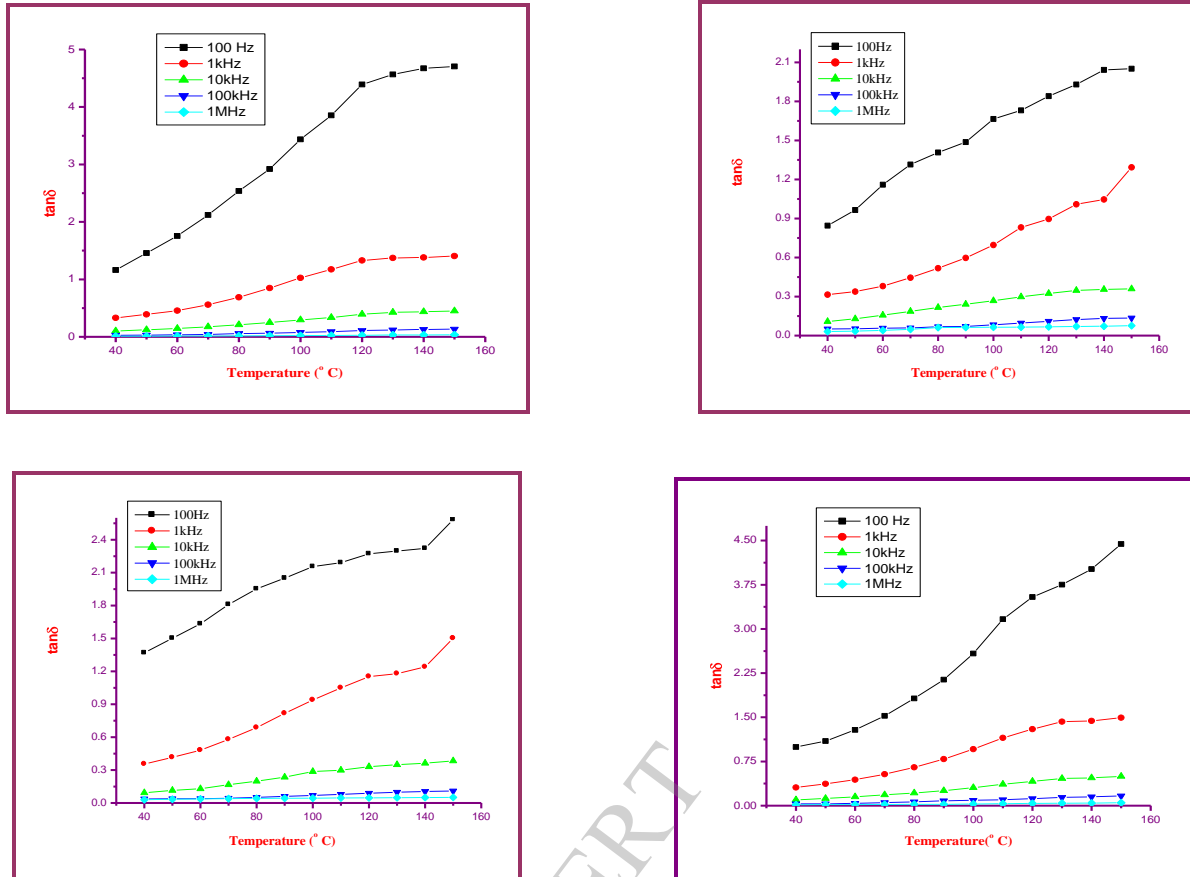 100 Hz
1kHz
10kHz
100kHz
1MHz
5
4
3
2
1
0
tanδ
40 60 80 100 120 140 160
Temperature (° C)
100Hz
1kHz
10kHz
100kHz
1MHz
2.1
1.8
1.5
1.2
0.9
0.6
0.3
0.0
tanδ
40 60 80 100 120 140 160
Temperature (° C)
100Hz
1kHz
10kHz
100kHz
1MHz
2.4
2.1
1.8
1.5
1.2
0.9
0.6
0.3
0.0
tanδ
40 60 80 100 120 140 160
Temperature (° C)
100 Hz
1kHz
10kHz
100kHz
1MHz
4.50
3.75
3.00
2.25
1.50
0.75
0.00
tanδ
40 60 80 100 120 140 160
Temperature(° C)
ERT